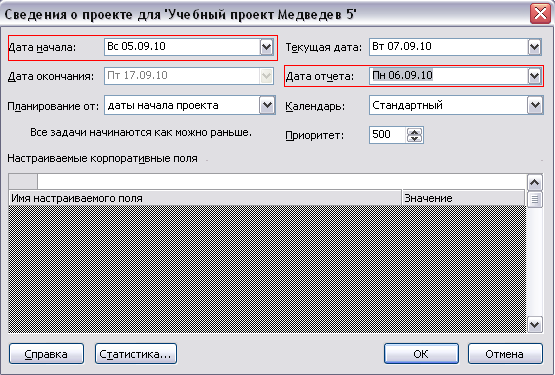 Сведения о проекте для 'Учебный проект Медведев 5'
Дата начала: Вс 05.09.10 Текущая дата: Вт 07.09.10
Дата окончания: Пт 17.09.10 Дата отчета: Пн 06.09.10
Планирование от: даты начала проекта Календарь: Стандартный
Все задачи начинаются как можно раньше. Приоритет: 500
Настраиваемые корпоративные поля
Имя настраиваемого поля Значение
Справка Статистика... ОК Отмена